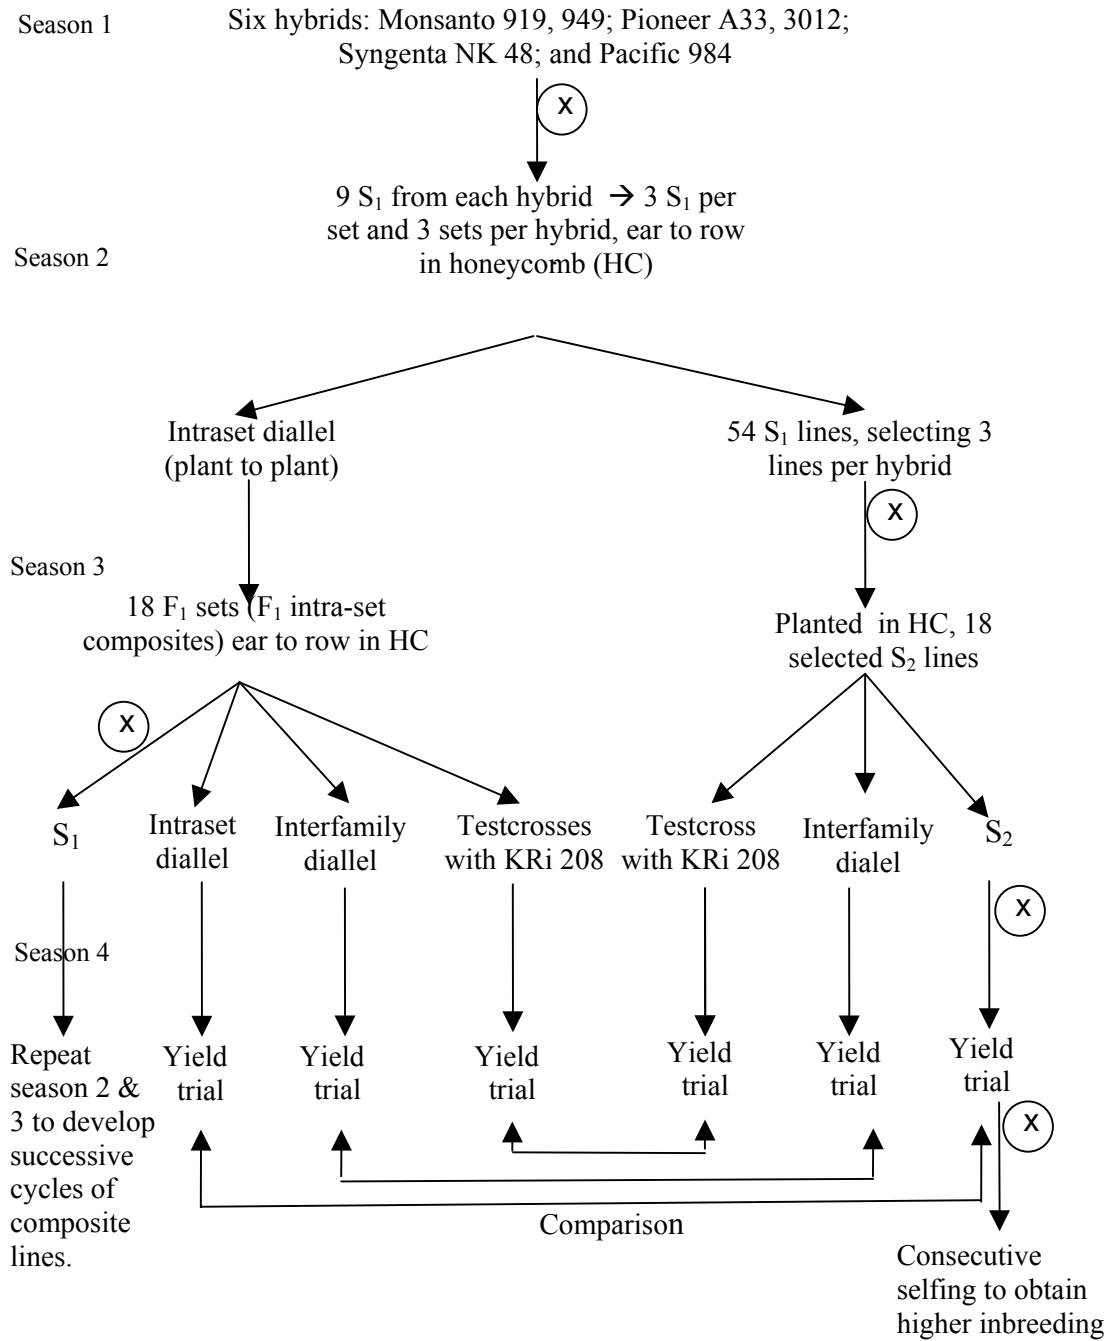 Season 1
Six hybrids: Monsanto 919, 949; Pioneer A33, 3012;
Syngenta NK 48; and Pacific 984
X
9 S₁ from each hybrid → 3 S₁ per
set and 3 sets per hybrid, ear to row
in honeycomb (HC)
Season 2
Intraset diallel
(plant to plant)
54 S₁ lines, selecting 3
lines per hybrid
X
Season 3
18 F₁ sets (F₁ intra-set
composites) ear to row in HC
Planted in HC, 18
selected S₂ lines
X
S₁
Intraset
diallel
Interfamily
diallel
Testcrosses
with KRi 208
Testcross
with KRi 208
Interfamily
dialel
S₂
X
Season 4
Repeat
season 2 &
3 to develop
successive
cycles of
composite
lines.
Yield
trial
Yield
trial
Yield
trial
Yield
trial
Yield
trial
Yield
trial
X
Comparison
Consecutive
selfing to obtain
higher inbreeding